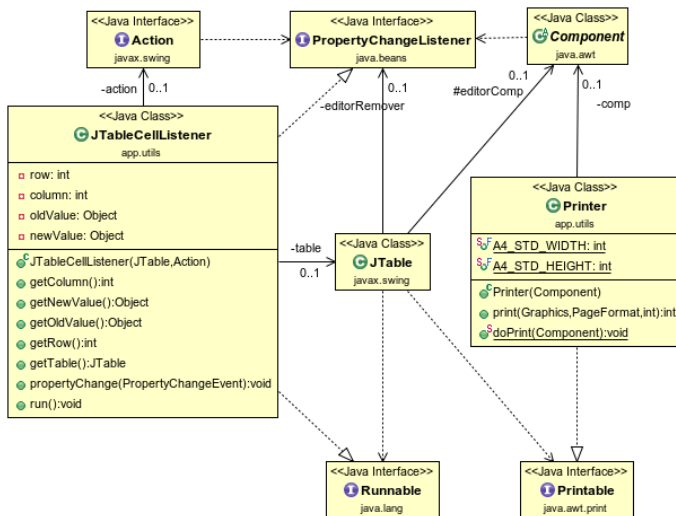 <<Java Interface>>
Action
javax.swing
<<Java Interface>>
PropertyChangeListener
java.beans
<<Java Class>>
Component
java.awt
-action
0..1
-editorRemover
0..1
0..1
#editorComp
0..1
-comp
<<Java Class>>
JTableCellListener
app.utils
row: int
column: int
oldValue: Object
newValue: Object
JTableCellListener(JTable,Action)
getColumn():int
getNewValue():Object
getOldValue():Object
getRow():int
getTable():JTable
propertyChange(PropertyChangeEvent):void
run():void
-table
0..1
<<Java Class>>
JTable
javax.swing
<<Java Class>>
Printer
app.utils
A4_STD_WIDTH: int
A4_STD_HEIGHT: int
Printer(Component)
print(Graphics,PageFormat,int):int
doPrint(Component):void
<<Java Interface>>
Runnable
java.lang
<<Java Interface>>
Printable
java.awt.print